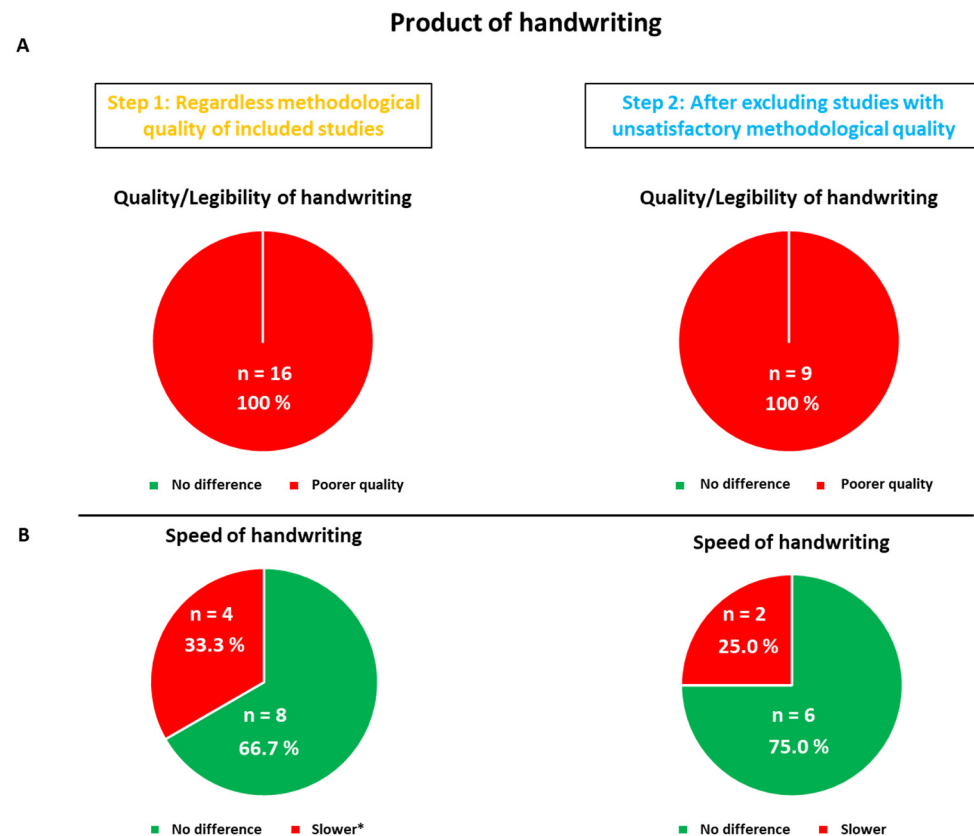 Product of handwriting
A
Step 1: Regardless methodological
quality of included studies
Step 2: After excluding studies with
unsatisfactory methodological quality
Quality/Legibility of handwriting
n = 16
100 %
No difference
Poorer quality
Quality/Legibility of handwriting
n = 9
100 %
No difference
Poorer quality
B
Speed of handwriting
n = 4
33.3 %
n = 8
66.7 %
No difference
Slower*
Speed of handwriting
n = 2
25.0 %
n = 6
75.0 %
No difference
Slower